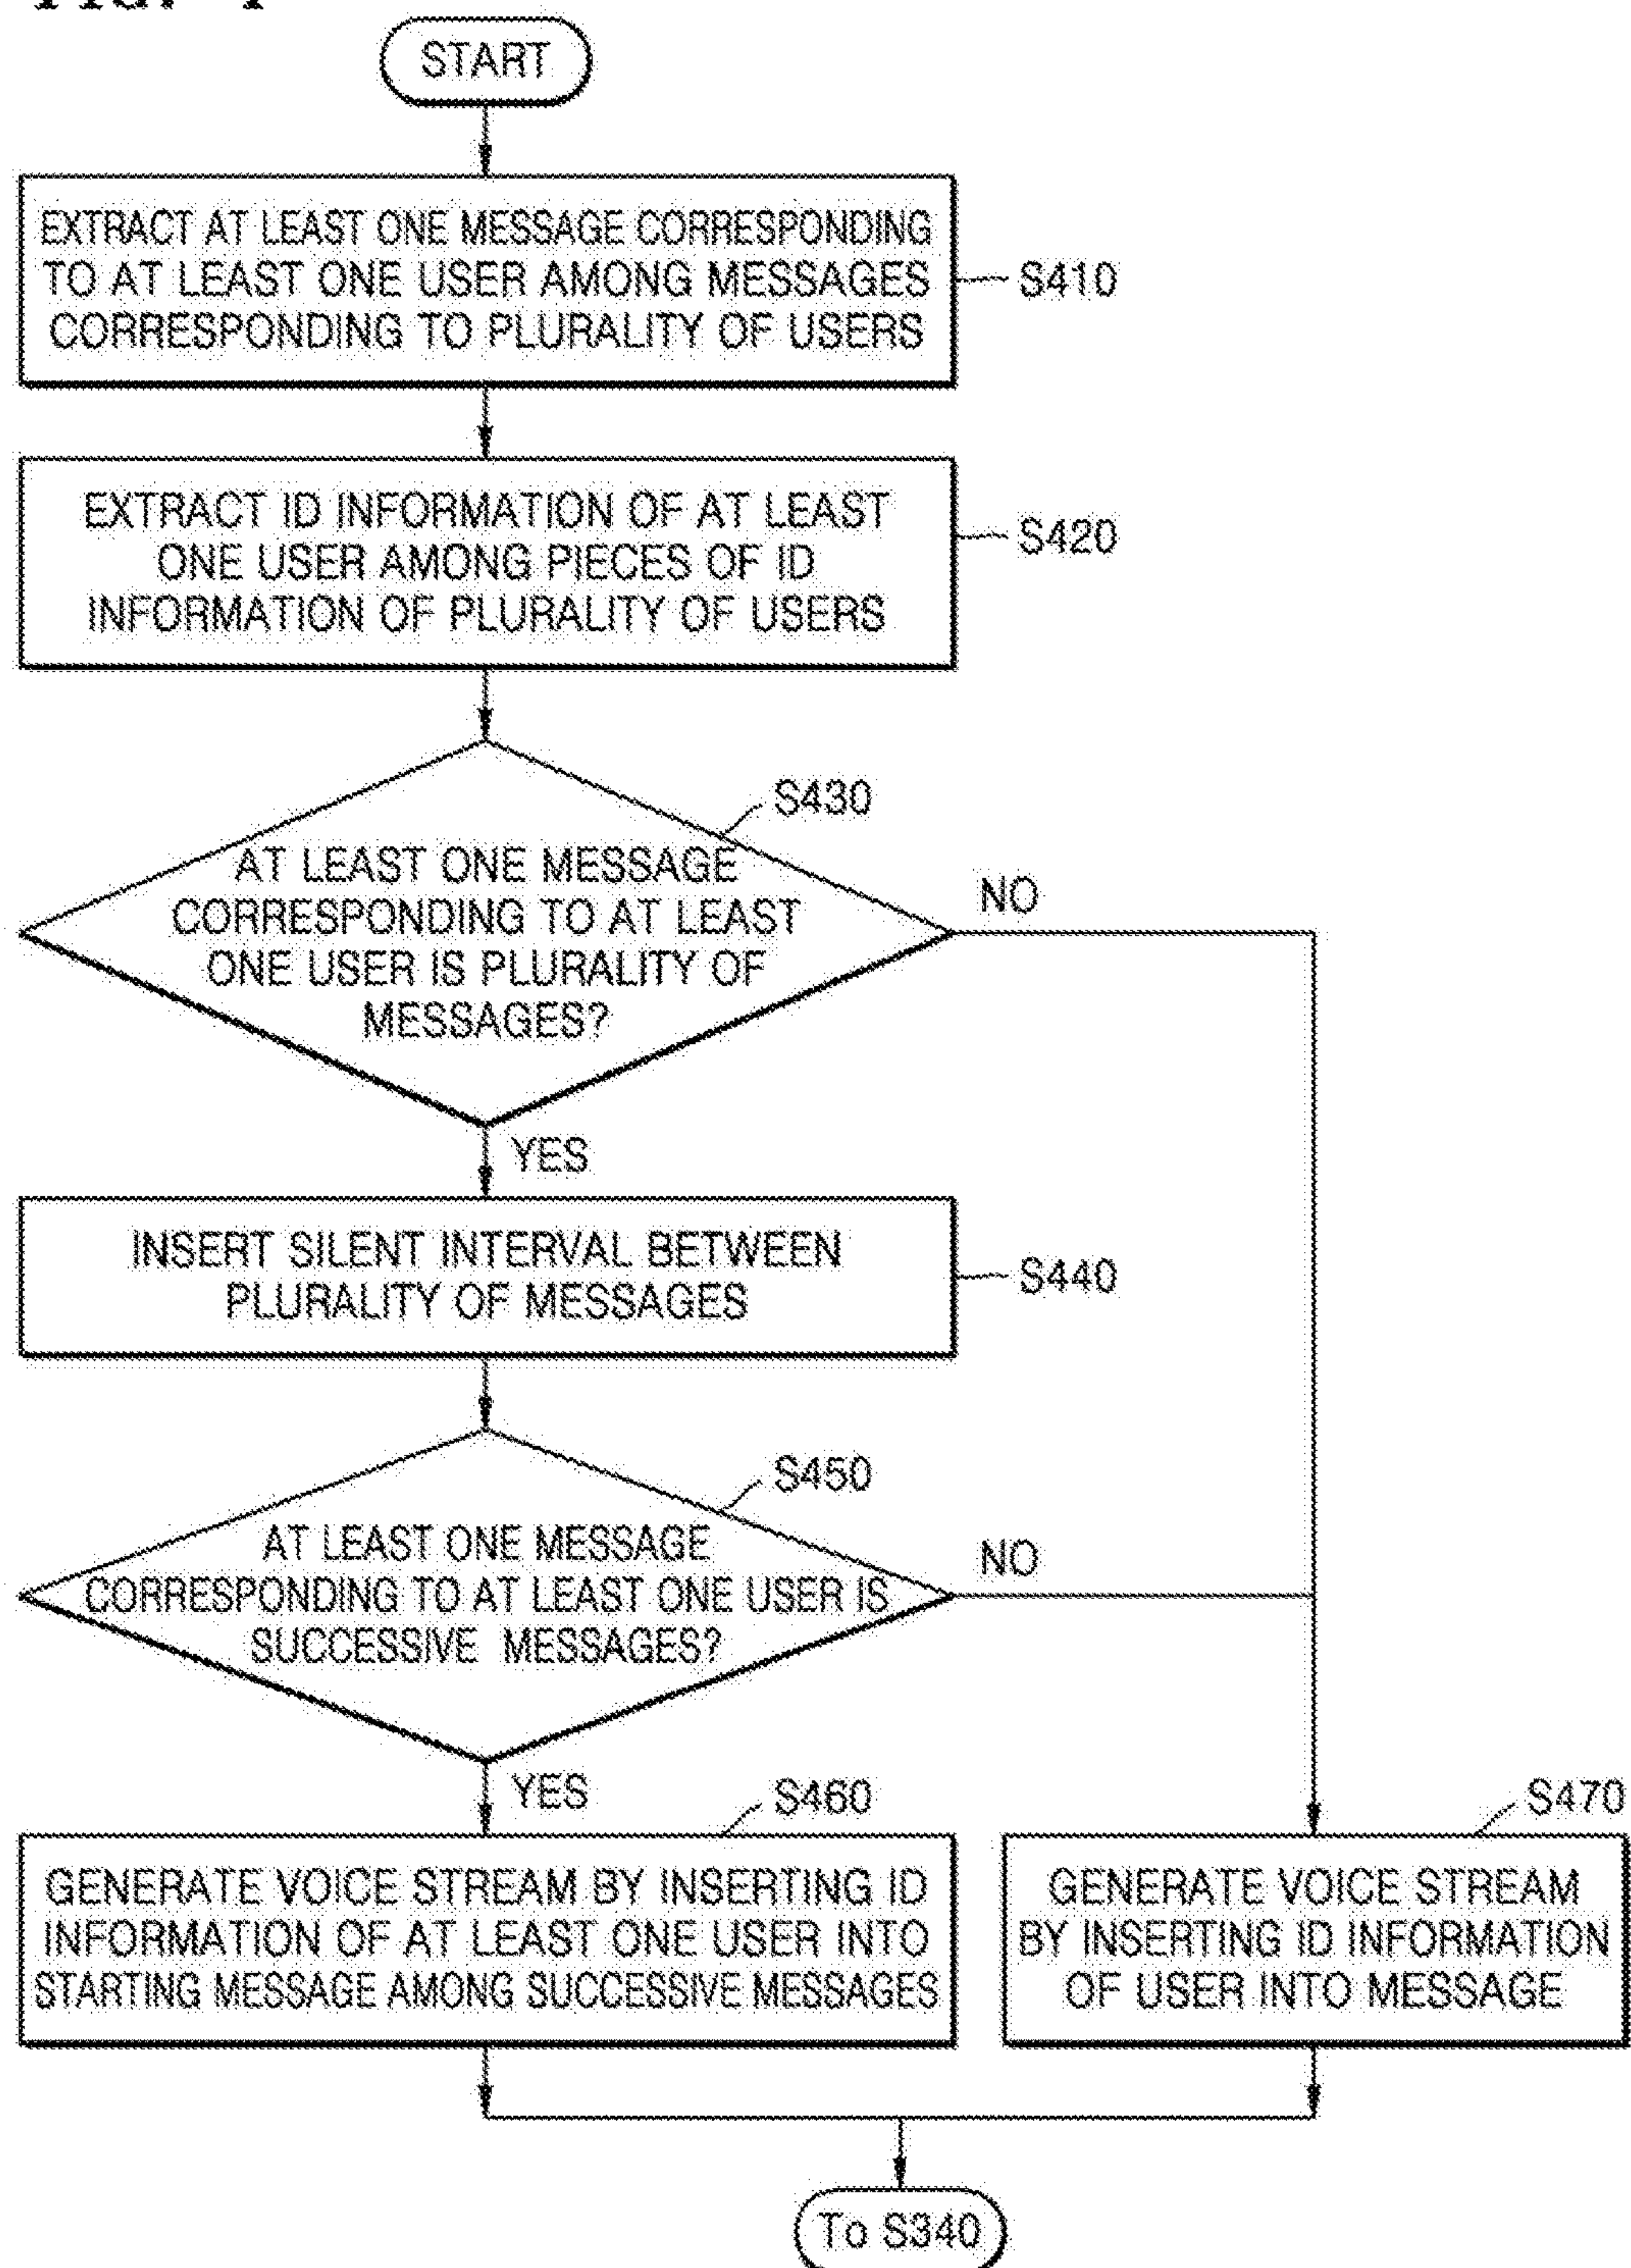 START
EXTRACT AT LEAST ONE MESSAGE CORRESPONDING
TO AT LEAST ONE USER AMONG MESSAGES
CORRESPONDING TO PLURALITY OF USERS
S410
EXTRACT ID INFORMATION OF AT LEAST
ONE USER AMONG PIECES OF ID
INFORMATION OF PLURALITY OF USERS
S420
S430
AT LEAST ONE MESSAGE
CORRESPONDING TO AT LEAST
ONE USER IS PLURALITY OF
MESSAGES?
NO
YES
INSERT SILENT INTERVAL BETWEEN
PLURALITY OF MESSAGES
S440
S450
AT LEAST ONE MESSAGE
CORRESPONDING TO AT LEAST ONE USER IS
SUCCESSIVE MESSAGES?
NO
YES
S460
GENERATE VOICE STREAM BY INSERTING ID
INFORMATION OF AT LEAST ONE USER INTO
STARTING MESSAGE AMONG SUCCESSIVE MESSAGES
S470
GENERATE VOICE STREAM
BY INSERTING ID INFORMATION
OF USER INTO MESSAGE
To S340